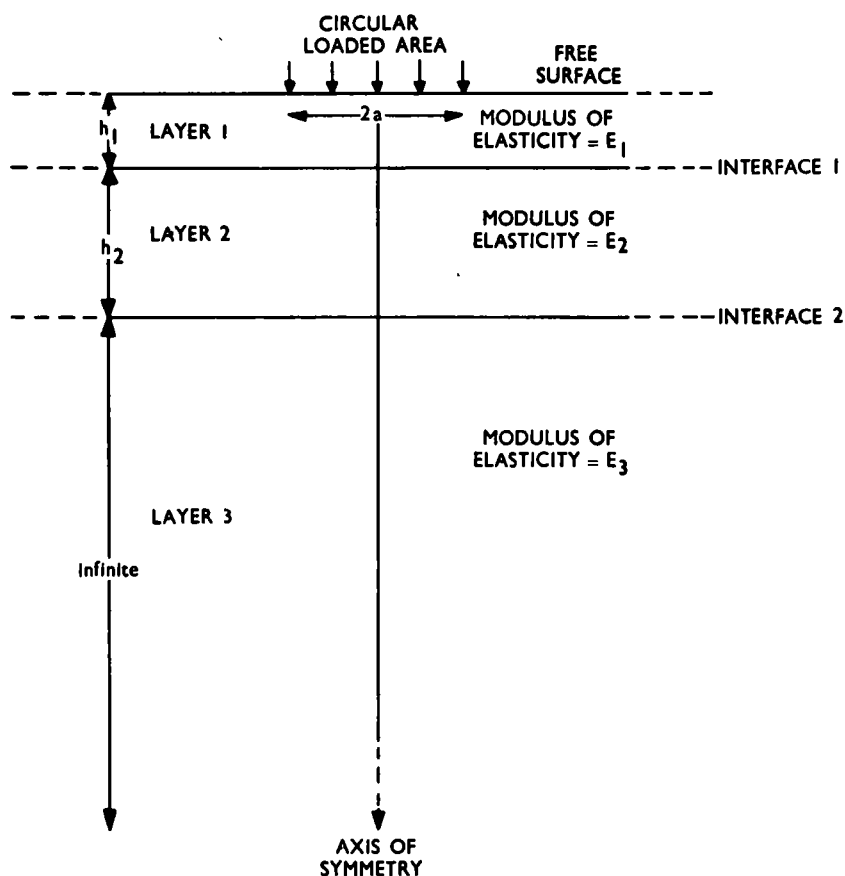 CIRCULAR
LOADED AREA
FREE
SURFACE
h1
LAYER 1
2a
MODULUS OF
ELASTICITY = E1
INTERFACE 1
h2
LAYER 2
MODULUS OF
ELASTICITY = E2
INTERFACE 2
MODULUS OF
ELASTICITY = E3
LAYER 3
Infinite
AXIS OF
SYMMETRY